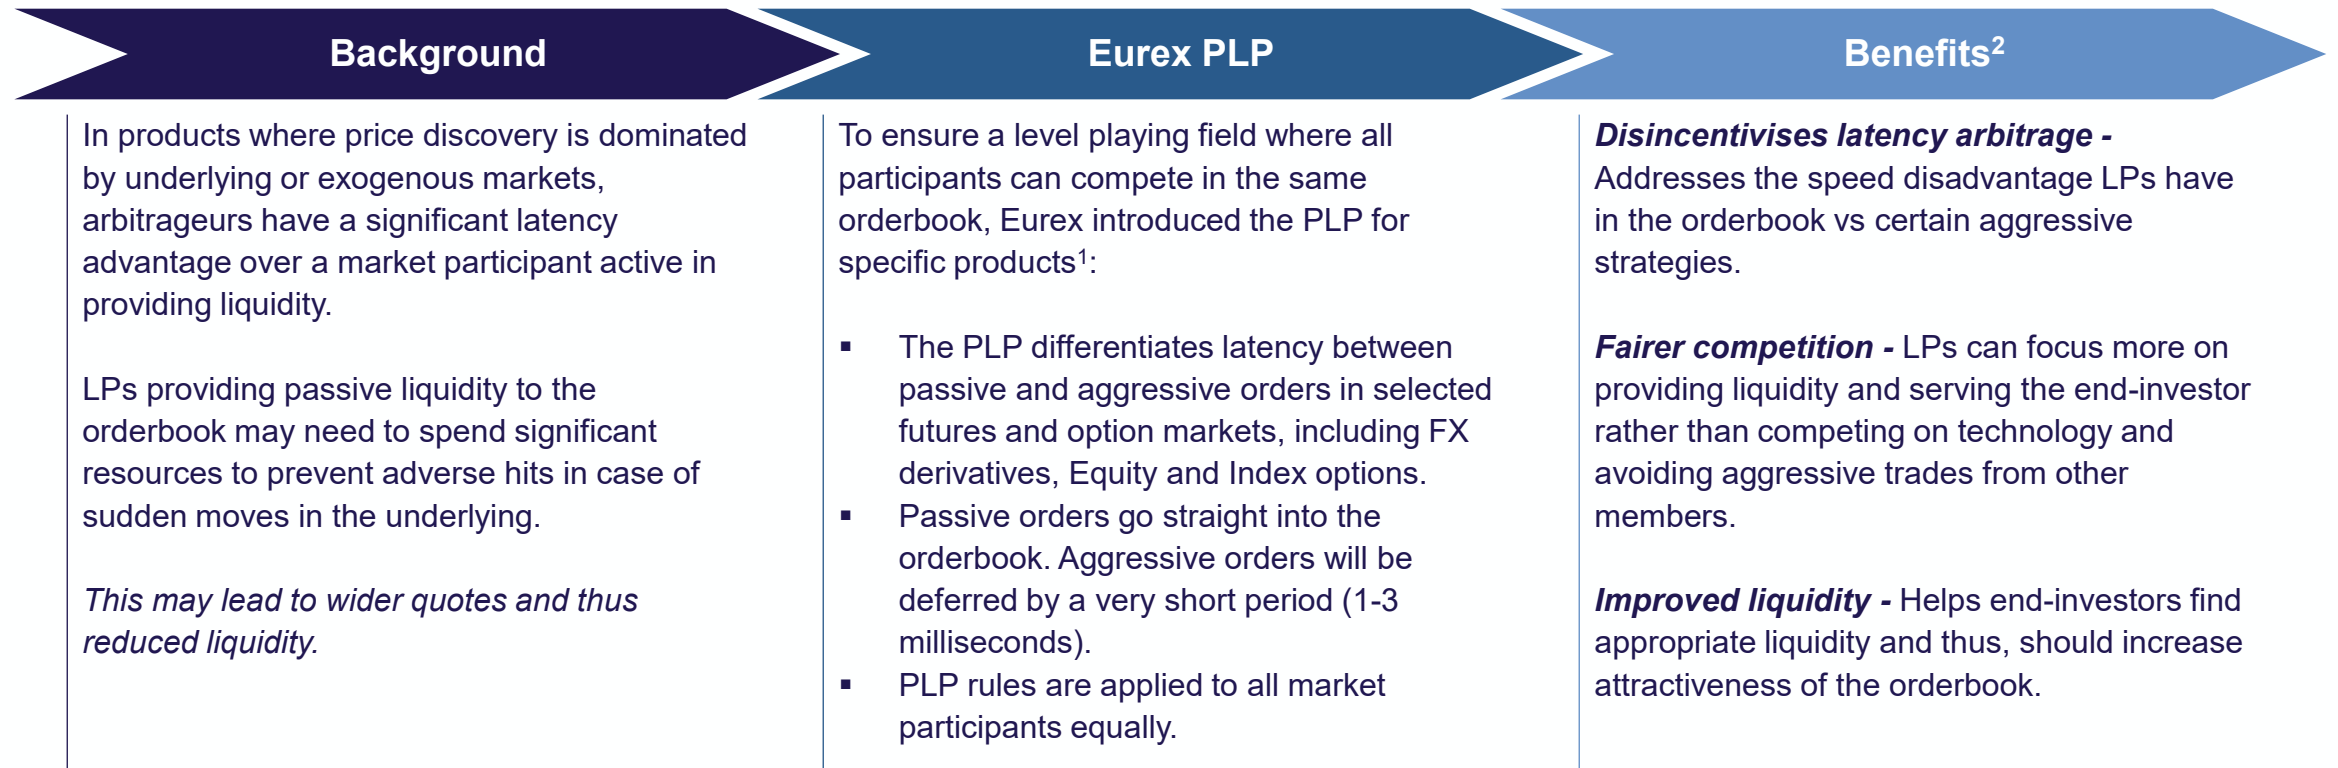 Background
In products where price discovery is dominated
by underlying or exogenous markets,
arbitrageurs have a significant latency
advantage over a market participant active in
providing liquidity.
LPs providing passive liquidity to the
orderbook may need to spend significant
resources to prevent adverse hits in case of
sudden moves in the underlying.
This may lead to wider quotes and thus
reduced liquidity.
Eurex PLP
To ensure a level playing field where all
participants can compete in the same
orderbook, Eurex introduced the PLP for
specific products¹:
▪ The PLP differentiates latency between
passive and aggressive orders in selected
futures and option markets, including FX
derivatives, Equity and Index options.
▪ Passive orders go straight into the
orderbook. Aggressive orders will be
deferred by a very short period (1-3
milliseconds).
▪ PLP rules are applied to all market
participants equally.
Benefits²
Disincentivises latency arbitrage -
Addresses the speed disadvantage LPs have
in the orderbook vs certain aggressive
strategies.
Fairer competition - LPs can focus more on
providing liquidity and serving the end-investor
rather than competing on technology and
avoiding aggressive trades from other
members.
Improved liquidity - Helps end-investors find
appropriate liquidity and thus, should increase
attractiveness of the orderbook.